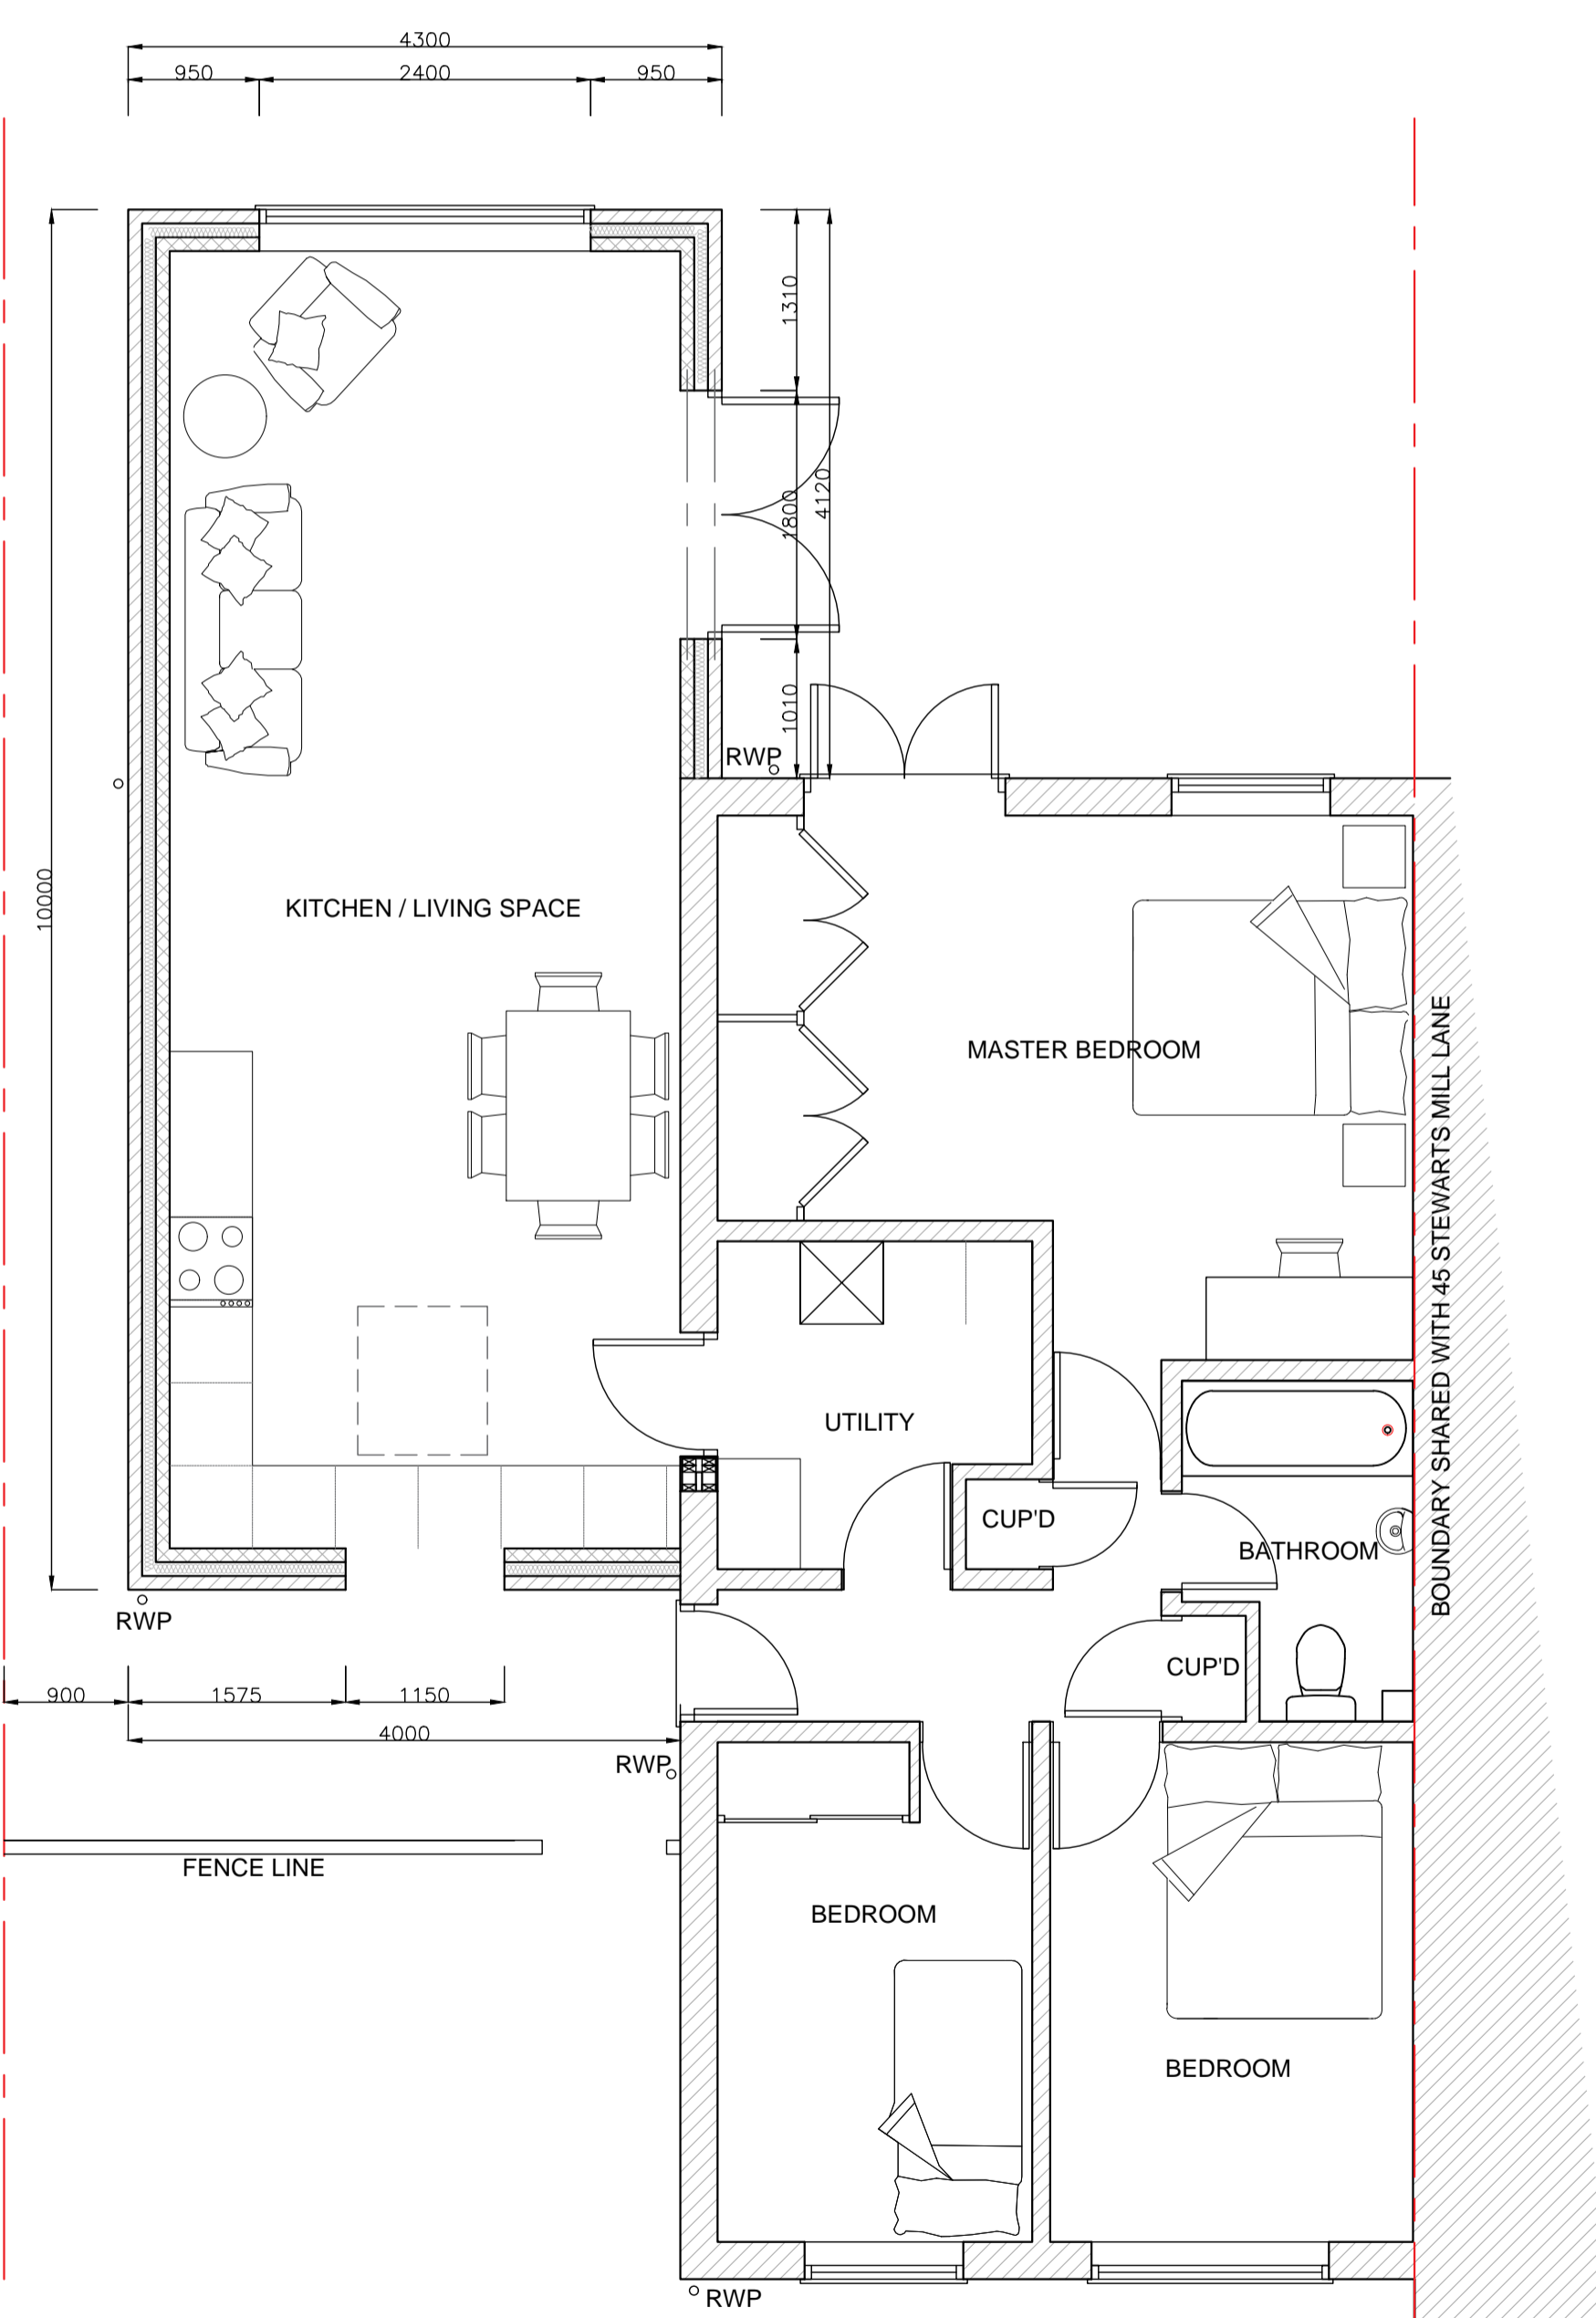 4300
950
2400
950
1310
1800
4120
1010
RWP
10000
KITCHEN / LIVING SPACE
MASTER BEDROOM
BOUNDARY SHARED WITH 45 STEWARTS MILL LANE
UTILITY
CUP'D
BATHROOM
RWP
CUP'D
900
1575
1150
4000
RWP
FENCE LINE
BEDROOM
BEDROOM
RWP